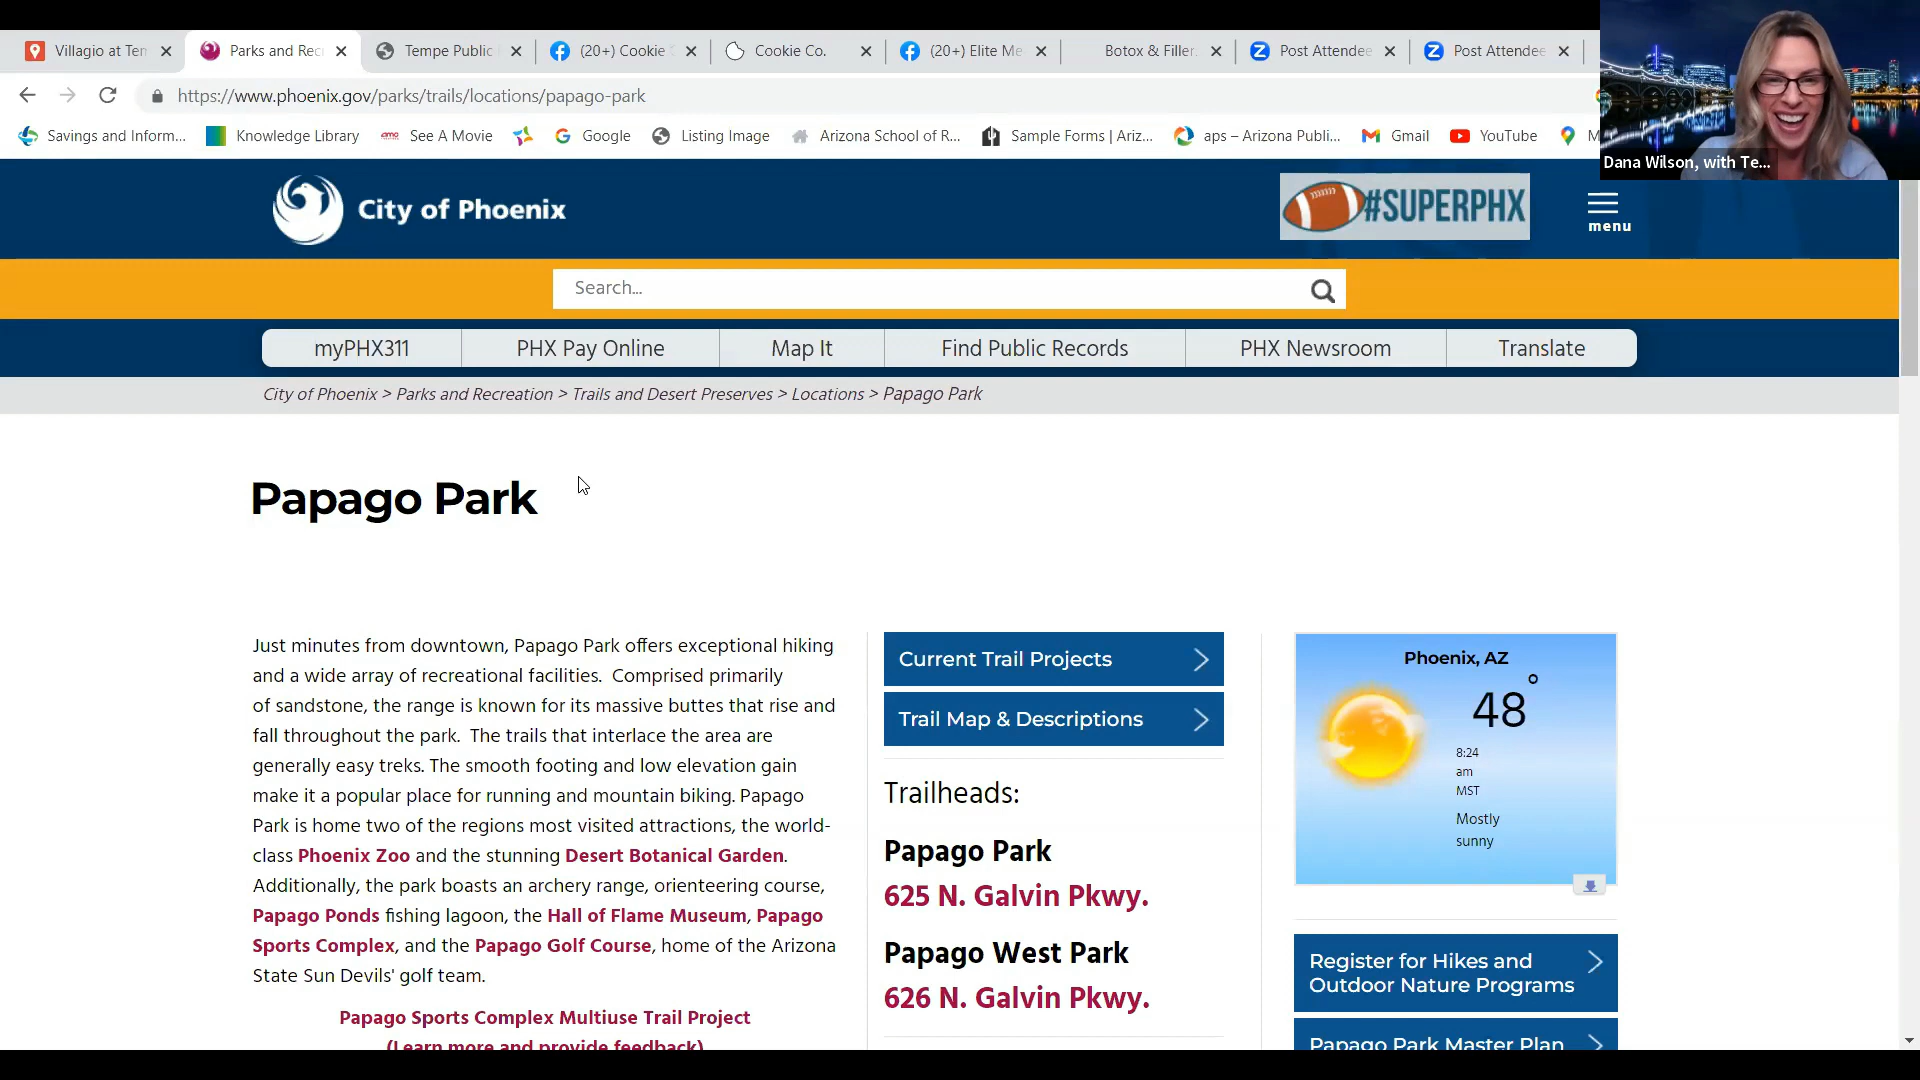 Villagio at Ten
Parks and Recr
Tempe Public
(20+) Cookie
Cookie Co.
(20+) Elite Me
Botox & Filler
Post Attendee
Post Attendee
https://www.phoenix.gov/parks/trails/locations/papago-park
Savings and Inform...
Knowledge Library
amc
See A Movie
Google
Listing Image
Arizona School of R...
Sample Forms | Ariz...
aps – Arizona Publi...
Gmail
YouTube
M
Dana Wilson, with Te...
City of Phoenix
#SUPERPHX
menu
Search...
myPHX311
PHX Pay Online
Map It
Find Public Records
PHX Newsroom
Translate
City of Phoenix > Parks and Recreation > Trails and Desert Preserves > Locations > Papago Park
Papago Park
Just minutes from downtown, Papago Park offers exceptional hiking
and a wide array of recreational facilities. Comprised primarily
of sandstone, the range is known for its massive buttes that rise and
fall throughout the park. The trails that interlace the area are
generally easy treks. The smooth footing and low elevation gain
make it a popular place for running and mountain biking. Papago
Park is home two of the regions most visited attractions, the world-
class Phoenix Zoo and the stunning Desert Botanical Garden.
Additionally, the park boasts an archery range, orienteering course,
Papago Ponds fishing lagoon, the Hall of Flame Museum, Papago
Sports Complex, and the Papago Golf Course, home of the Arizona
State Sun Devils' golf team.
Papago Sports Complex Multiuse Trail Project
(Learn more and provide feedback)
Current Trail Projects
Trail Map & Descriptions
Trailheads:
Papago Park
625 N. Galvin Pkwy.
Papago West Park
626 N. Galvin Pkwy.
Phoenix, AZ
48°
8:24
am
MST
Mostly
sunny
Register for Hikes and
Outdoor Nature Programs
Papago Park Master Plan